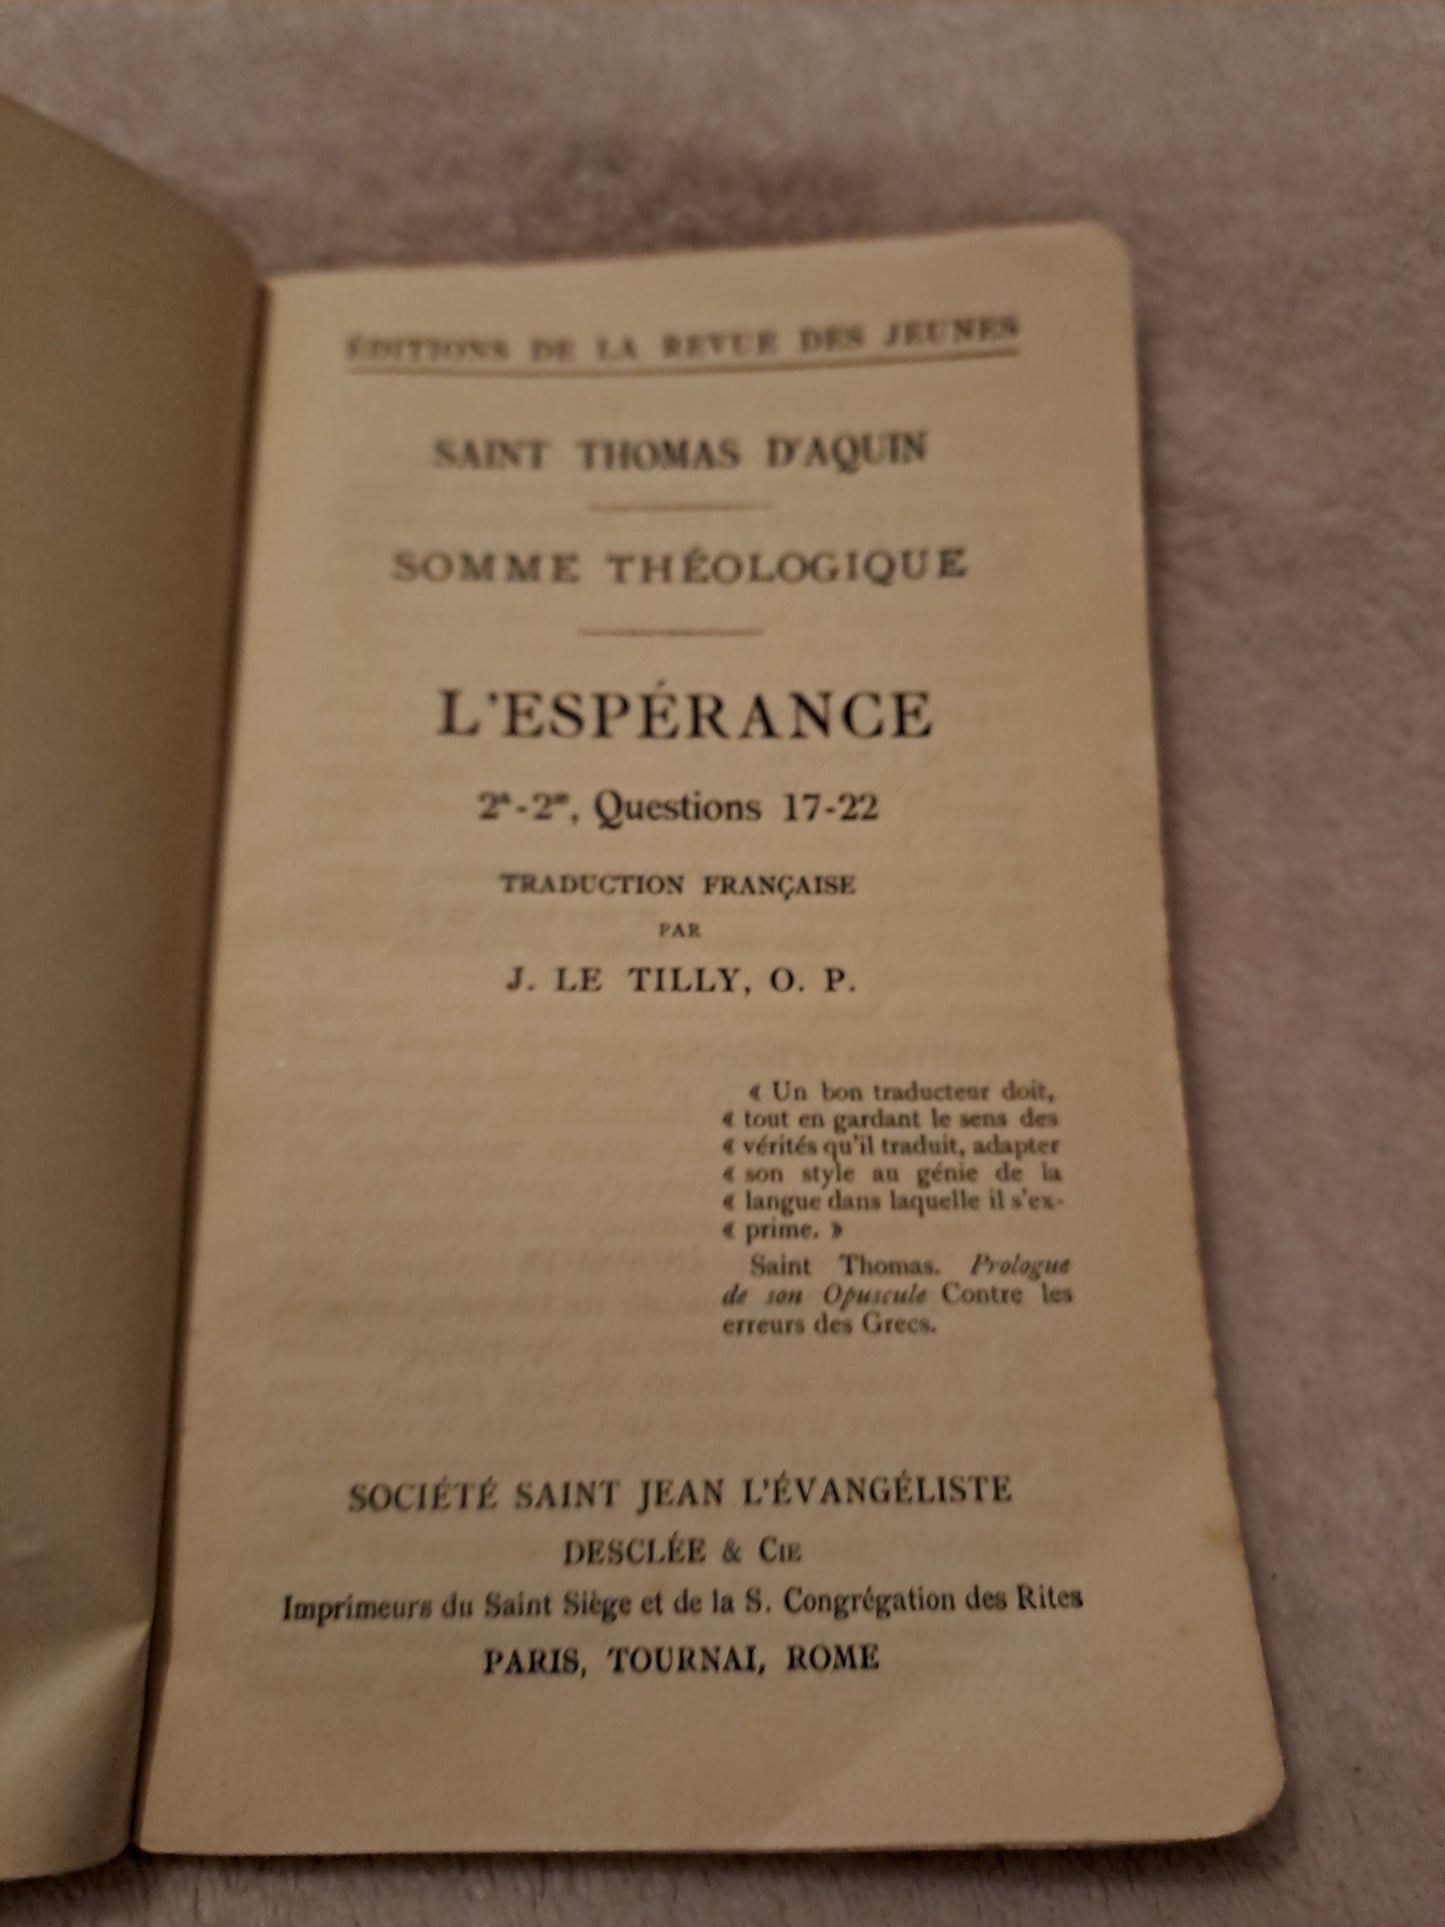 ÉDITIONS DE LA REVUE DES JEUNES
SAINT THOMAS D'AQUIN
SOMME THÉOLOGIQUE
L'ESPÉRANCE
2ª-2ᵃᵉ, Questions 17-22
TRADUCTION FRANÇAISE
PAR
J. LE TILLY, O. P.
« Un bon traducteur doit,
« tout en gardant le sens des
« vérités qu'il traduit, adapter
« son style au génie de la
« langue dans laquelle il s'ex-
« prime. »
Saint Thomas. Prologue
de son Opuscule Contre les
erreurs des Grecs.
SOCIÉTÉ SAINT JEAN L'ÉVANGÉLISTE
DESCLÉE & CIE
Imprimeurs du Saint Siège et de la S. Congrégation des Rites
PARIS, TOURNAI, ROME